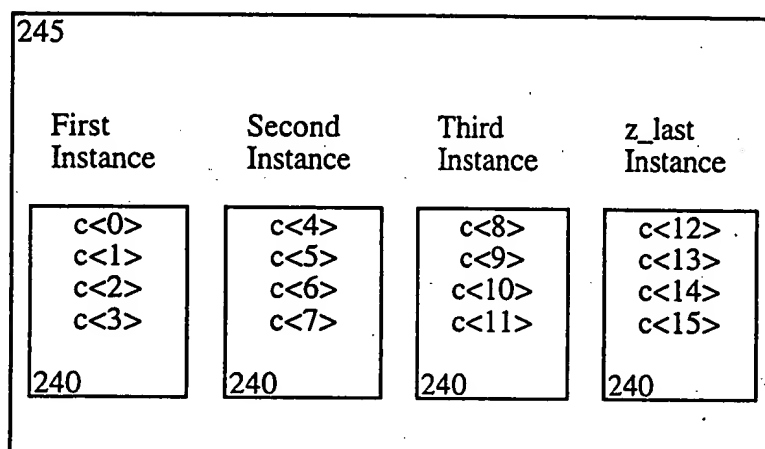 245
First
Instance
Second
Instance
Third
Instance
z_last
Instance
c<0>
c<1>
c<2>
c<3>
240
c<4>
c<5>
c<6>
c<7>
240
c<8>
c<9>
c<10>
c<11>
240
c<12>
c<13>
c<14>
c<15>
240